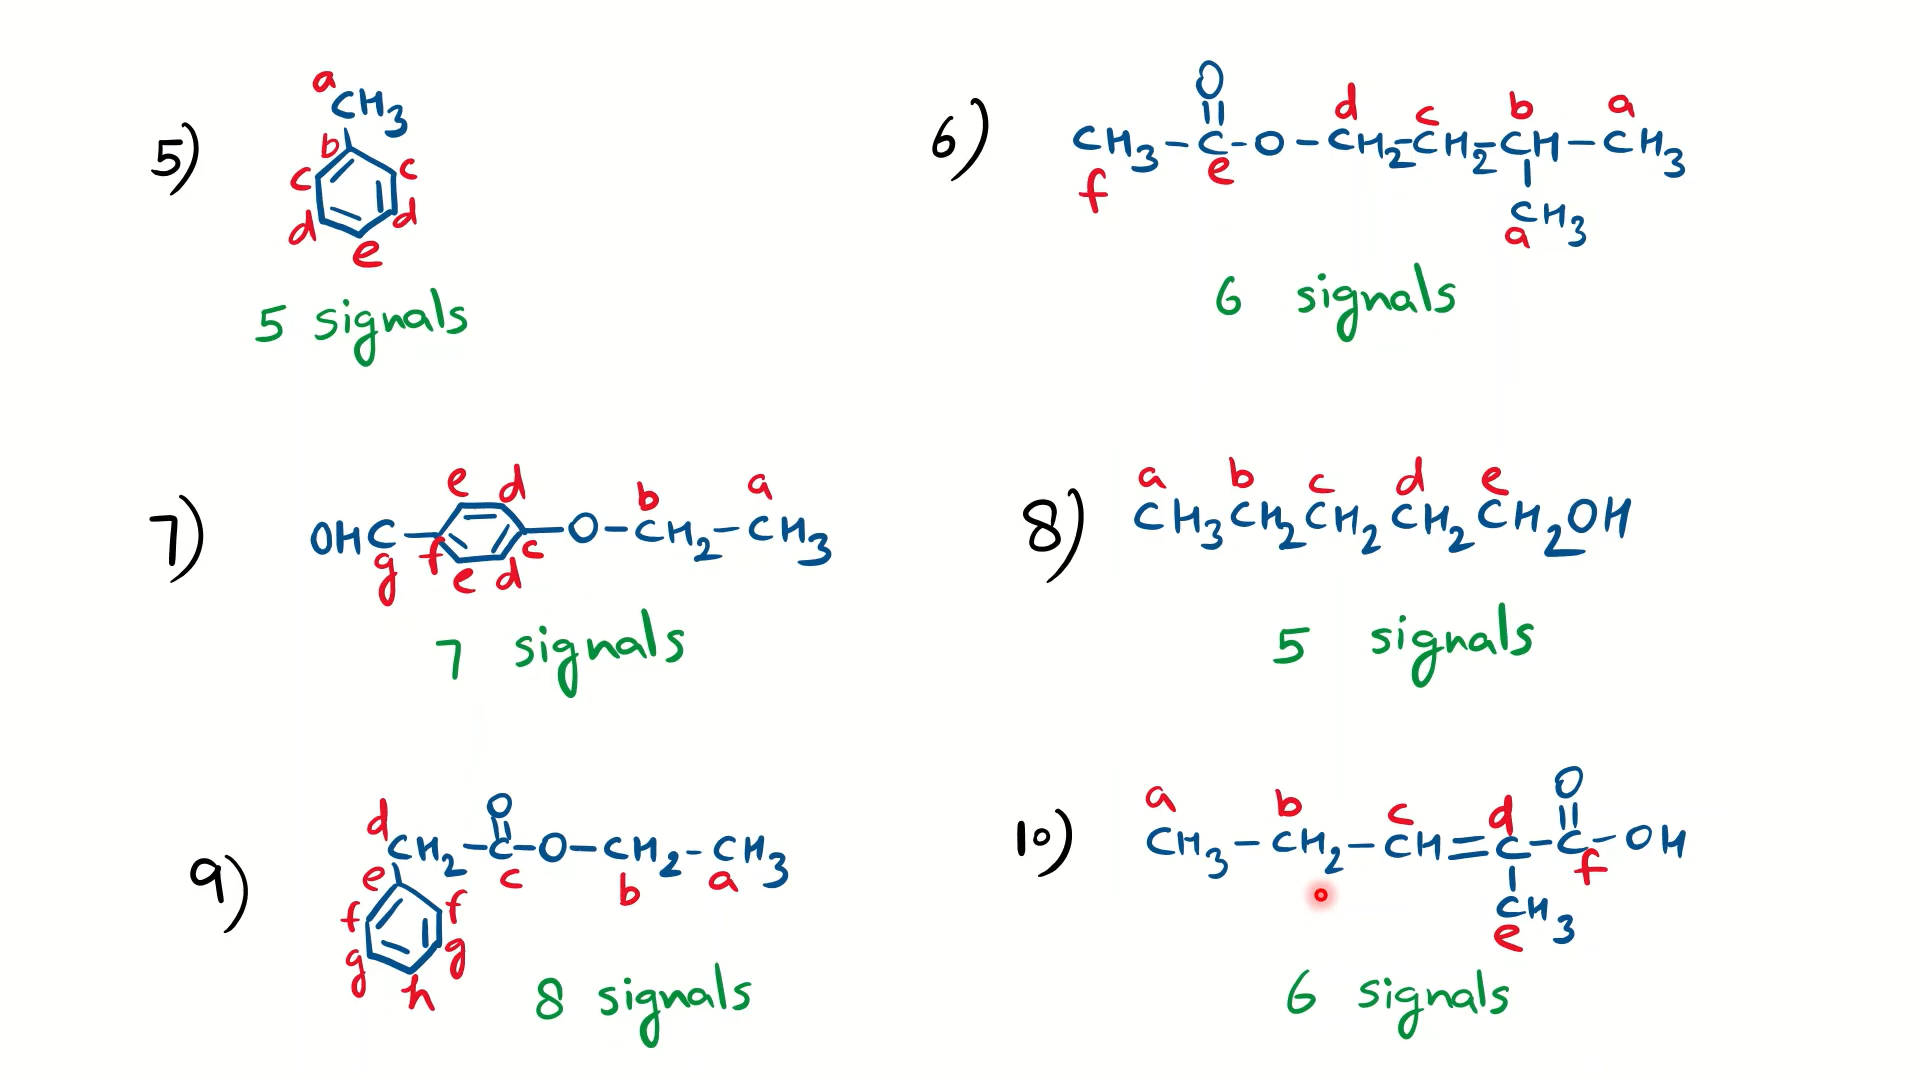 5)
a
CH3
b
c c
d d
e
5 signals
6)
O
d c b a
CH3-C-O-CH2-CH2-CH-CH3
f e
CH3
a
6 signals
7)
e d b a
OHC- -O-CH2-CH3
g f e d c
7 signals
8)
a b c d e
CH3CH2CH2CH2CH2OH
5 signals
9)
O
d
CH2-C-O-CH2-CH3
e c b a
f f
g g
h
8 signals
10)
O
a b c d
CH3-CH2-CH=C-C-OH
f
CH3
e
6 signals